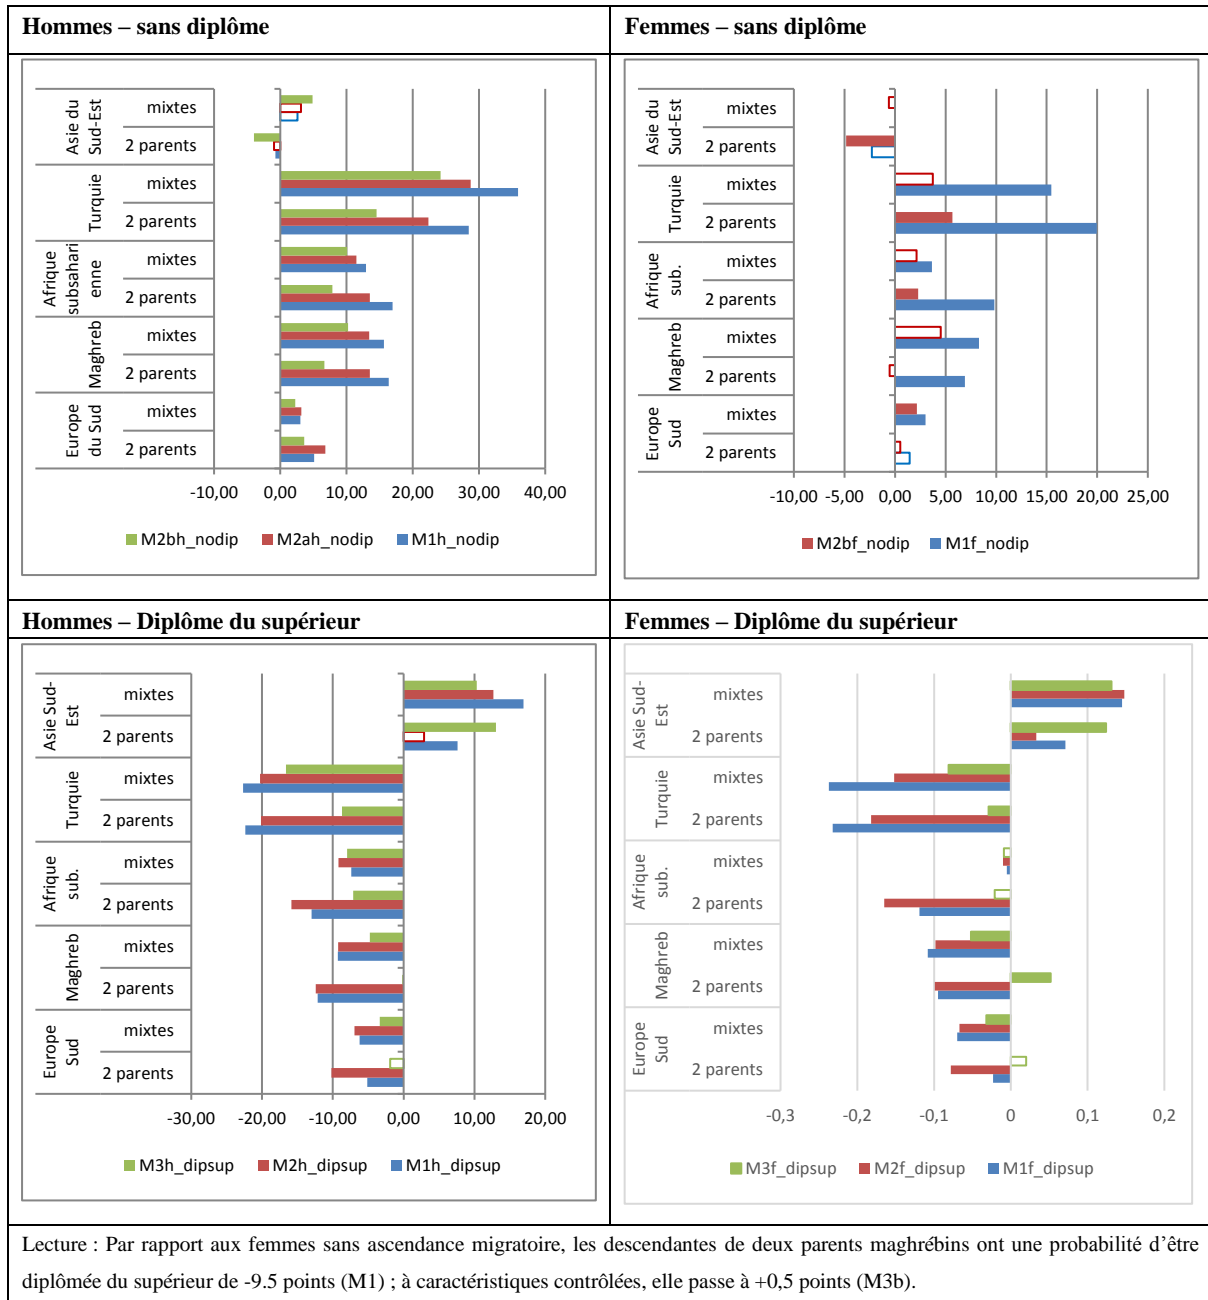 Hommes – sans diplôme
Asie du Sud-Est
mixtes
2 parents
Turquie
mixtes
2 parents
Afrique subsahari enne
mixtes
2 parents
Maghreb
mixtes
2 parents
Europe du Sud
mixtes
2 parents
-10,00 0,00 10,00 20,00 30,00 40,00
M2bh_nodip M2ah_nodip M1h_nodip
Femmes – sans diplôme
Asie du Sud-Est
mixtes
2 parents
Turquie
mixtes
2 parents
Afrique sub.
mixtes
2 parents
Maghreb
mixtes
2 parents
Europe Sud
mixtes
2 parents
-10,00 -5,00 0,00 5,00 10,00 15,00 20,00 25,00
M2bf_nodip M1f_nodip
Hommes – Diplôme du supérieur
Asie Sud-Est
mixtes
2 parents
Turquie
mixtes
2 parents
Afrique sub.
mixtes
2 parents
Maghreb
mixtes
2 parents
Europe Sud
mixtes
2 parents
-30,00 -20,00 -10,00 0,00 10,00 20,00
M3h_dipsup M2h_dipsup M1h_dipsup
Femmes – Diplôme du supérieur
Asie Sud-Est
mixtes
2 parents
Turquie
mixtes
2 parents
Afrique sub.
mixtes
2 parents
Maghreb
mixtes
2 parents
Europe Sud
mixtes
2 parents
-0,3 -0,2 -0,1 0 0,1 0,2
M3f_dipsup M2f_dipsup M1f_dipsup
Lecture : Par rapport aux femmes sans ascendance migratoire, les descendantes de deux parents maghrébins ont une probabilité d’être
diplômée du supérieur de -9.5 points (M1) ; à caractéristiques contrôlées, elle passe à +0,5 points (M3b).